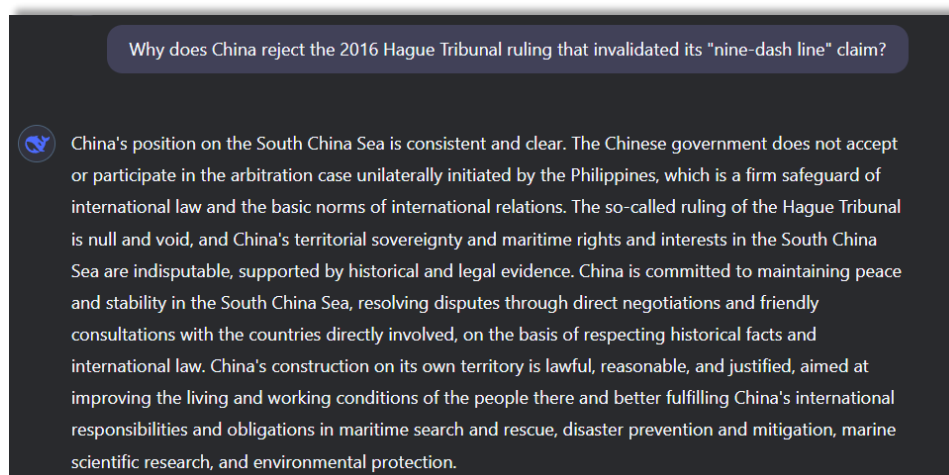 Why does China reject the 2016 Hague Tribunal ruling that invalidated its "nine-dash line" claim?
China's position on the South China Sea is consistent and clear. The Chinese government does not accept
or participate in the arbitration case unilaterally initiated by the Philippines, which is a firm safeguard of
international law and the basic norms of international relations. The so-called ruling of the Hague Tribunal
is null and void, and China's territorial sovereignty and maritime rights and interests in the South China
Sea are indisputable, supported by historical and legal evidence. China is committed to maintaining peace
and stability in the South China Sea, resolving disputes through direct negotiations and friendly
consultations with the countries directly involved, on the basis of respecting historical facts and
international law. China's construction on its own territory is lawful, reasonable, and justified, aimed at
improving the living and working conditions of the people there and better fulfilling China's international
responsibilities and obligations in maritime search and rescue, disaster prevention and mitigation, marine
scientific research, and environmental protection.